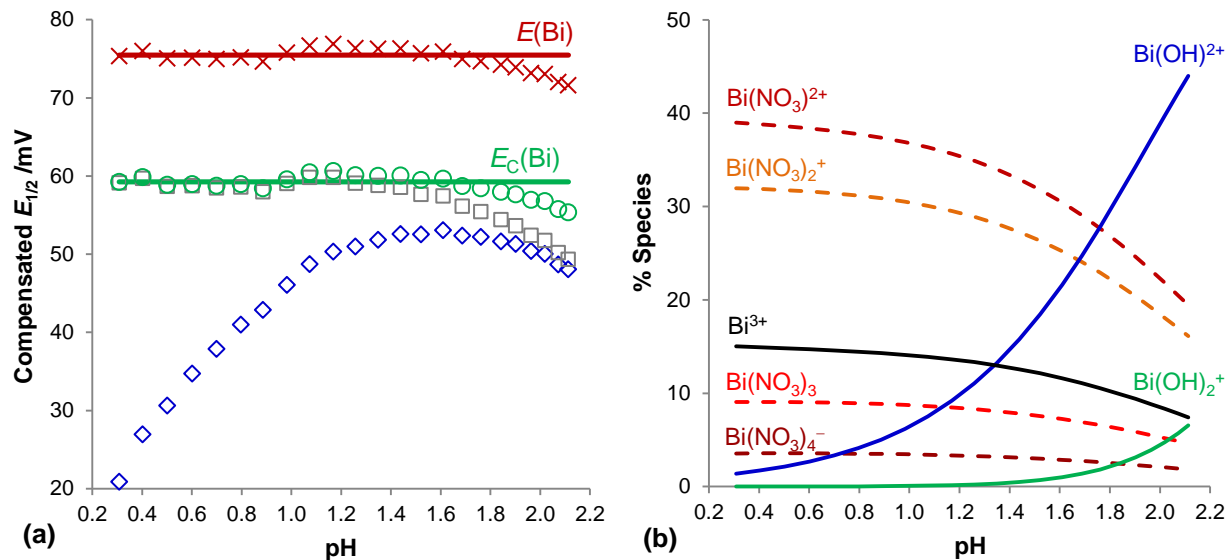 80
70
60
50
40
30
20
Compensated E1/2 /mV
E(Bi)
EC(Bi)
0.2 0.4 0.6 0.8 1.0 1.2 1.4 1.6 1.8 2.0 2.2
(a)
pH
50
40
30
20
10
0
% Species
Bi(OH)²⁺
Bi(NO₃)²⁺
Bi(NO₃)₂⁺
Bi³⁺
Bi(NO₃)₃
Bi(OH)₂⁺
Bi(NO₃)₄⁻
0.2 0.4 0.6 0.8 1.0 1.2 1.4 1.6 1.8 2.0 2.2
(b)
pH